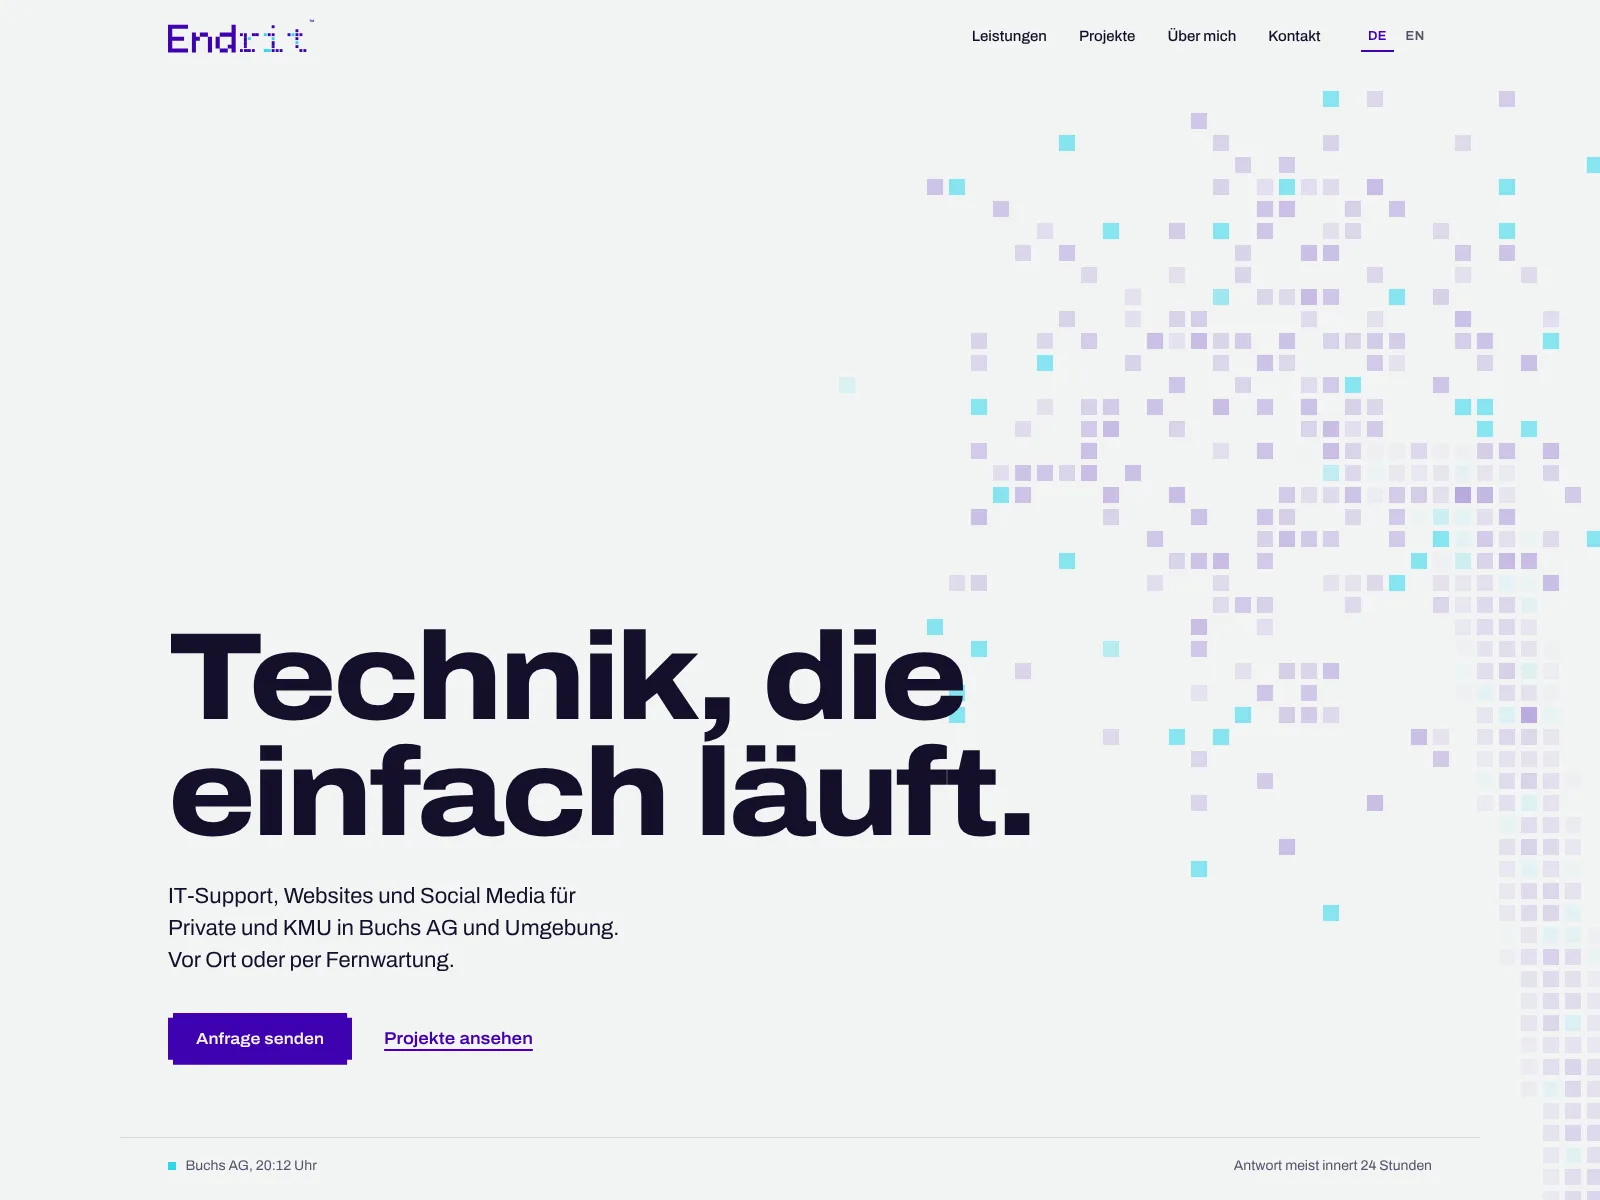 Endrit™
Leistungen Projekte Über mich Kontakt DE EN
Technik, die
einfach läuft.
IT-Support, Websites und Social Media für
Private und KMU in Buchs AG und Umgebung.
Vor Ort oder per Fernwartung.
Anfrage senden Projekte ansehen
Buchs AG, 20:12 Uhr Antwort meist innert 24 Stunden